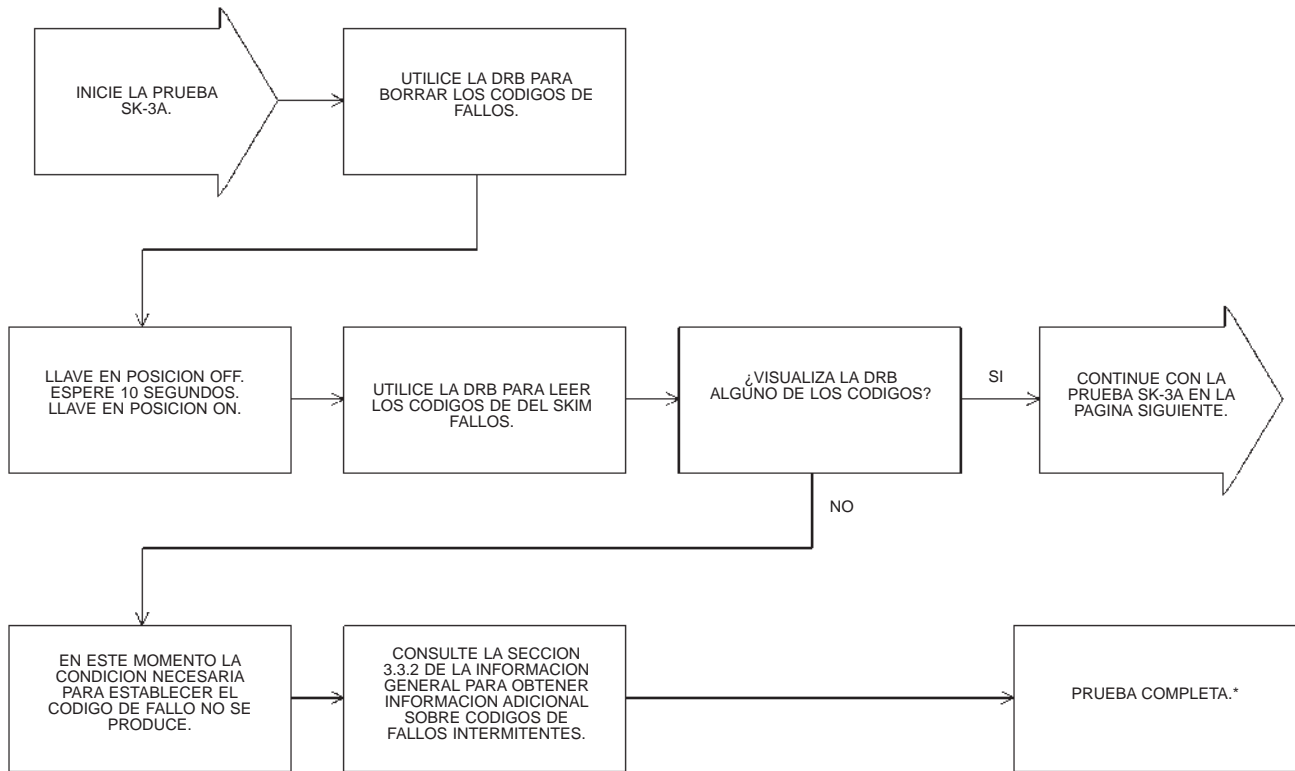 INICIE LA PRUEBA
SK-3A.
UTILICE LA DRB PARA
BORRAR LOS CODIGOS DE
FALLOS.
LLAVE EN POSICION OFF.
ESPERE 10 SEGUNDOS.
LLAVE EN POSICION ON.
UTILICE LA DRB PARA LEER
LOS CODIGOS DE DEL SKIM
FALLOS.
¿VISUALIZA LA DRB
ALGUNO DE LOS CODIGOS?
SI
CONTINUE CON LA
PRUEBA SK-3A EN LA
PAGINA SIGUIENTE.
NO
EN ESTE MOMENTO LA
CONDICION NECESARIA
PARA ESTABLECER EL
CODIGO DE FALLO NO SE
PRODUCE.
CONSULTE LA SECCION
3.3.2 DE LA INFORMACION
GENERAL PARA OBTENER
INFORMACION ADICIONAL
SOBRE CODIGOS DE
FALLOS INTERMITENTES.
PRUEBA COMPLETA.*